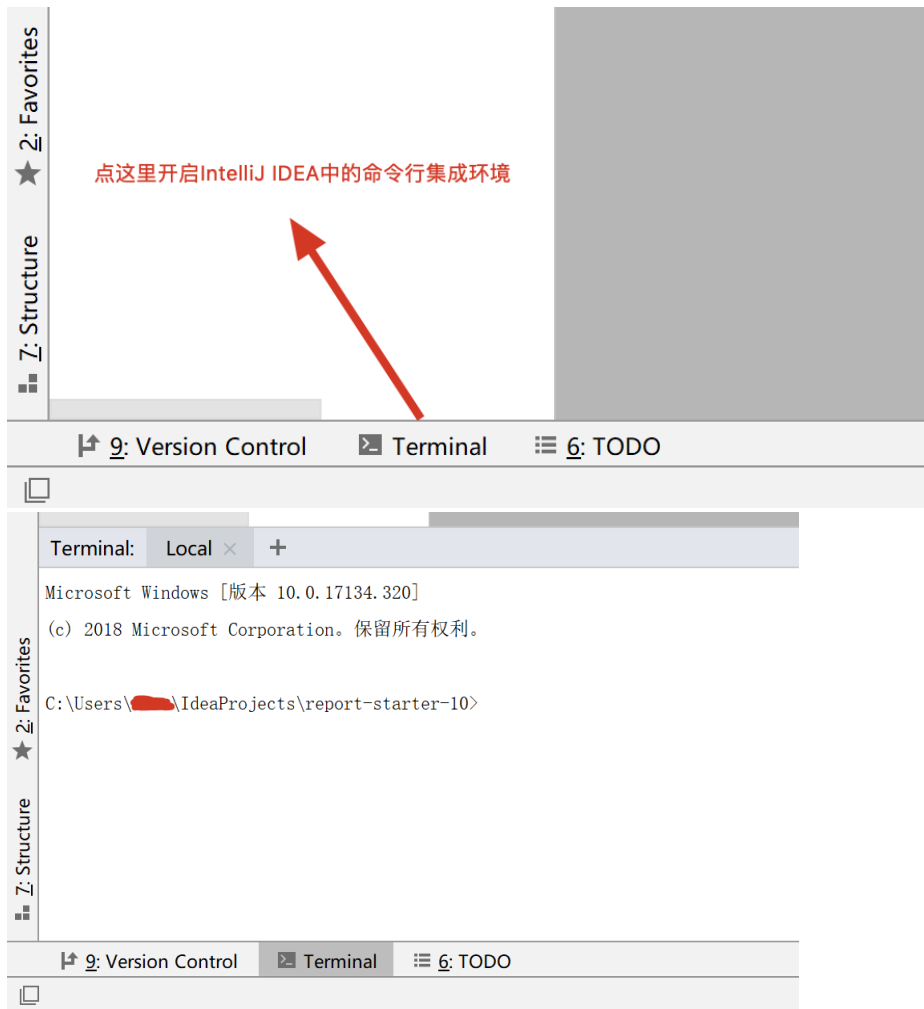 2: Favorites
点这里开启IntelliJ IDEA中的命令行集成环境
7: Structure
9: Version Control
Terminal
6: TODO
Terminal: Local × +
Microsoft Windows [版本 10.0.17134.320]
(c) 2018 Microsoft Corporation。保留所有权利。
C:\Users\ \IdeaProjects\report-starter-10>
2: Favorites
7: Structure
9: Version Control
Terminal
6: TODO